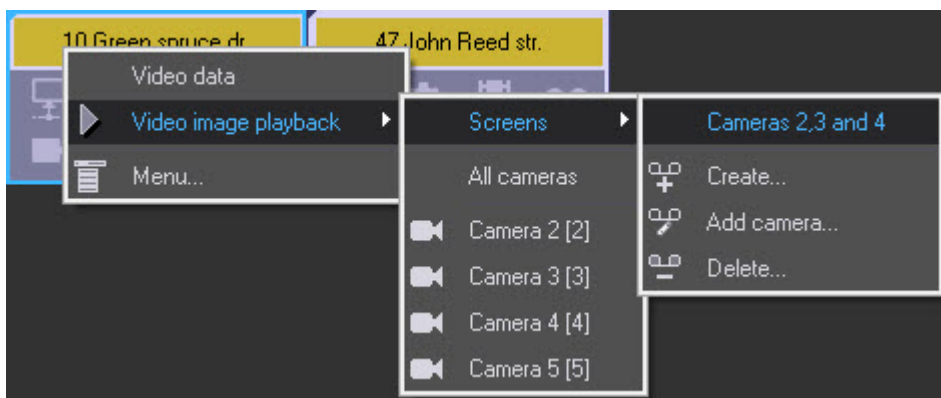 10 Green spruce dr.
47 John Reed str.
Video data
Video image playback
Menu...
Screens
All cameras
Camera 2 [2]
Camera 3 [3]
Camera 4 [4]
Camera 5 [5]
Cameras 2,3 and 4
Create...
Add camera...
Delete...